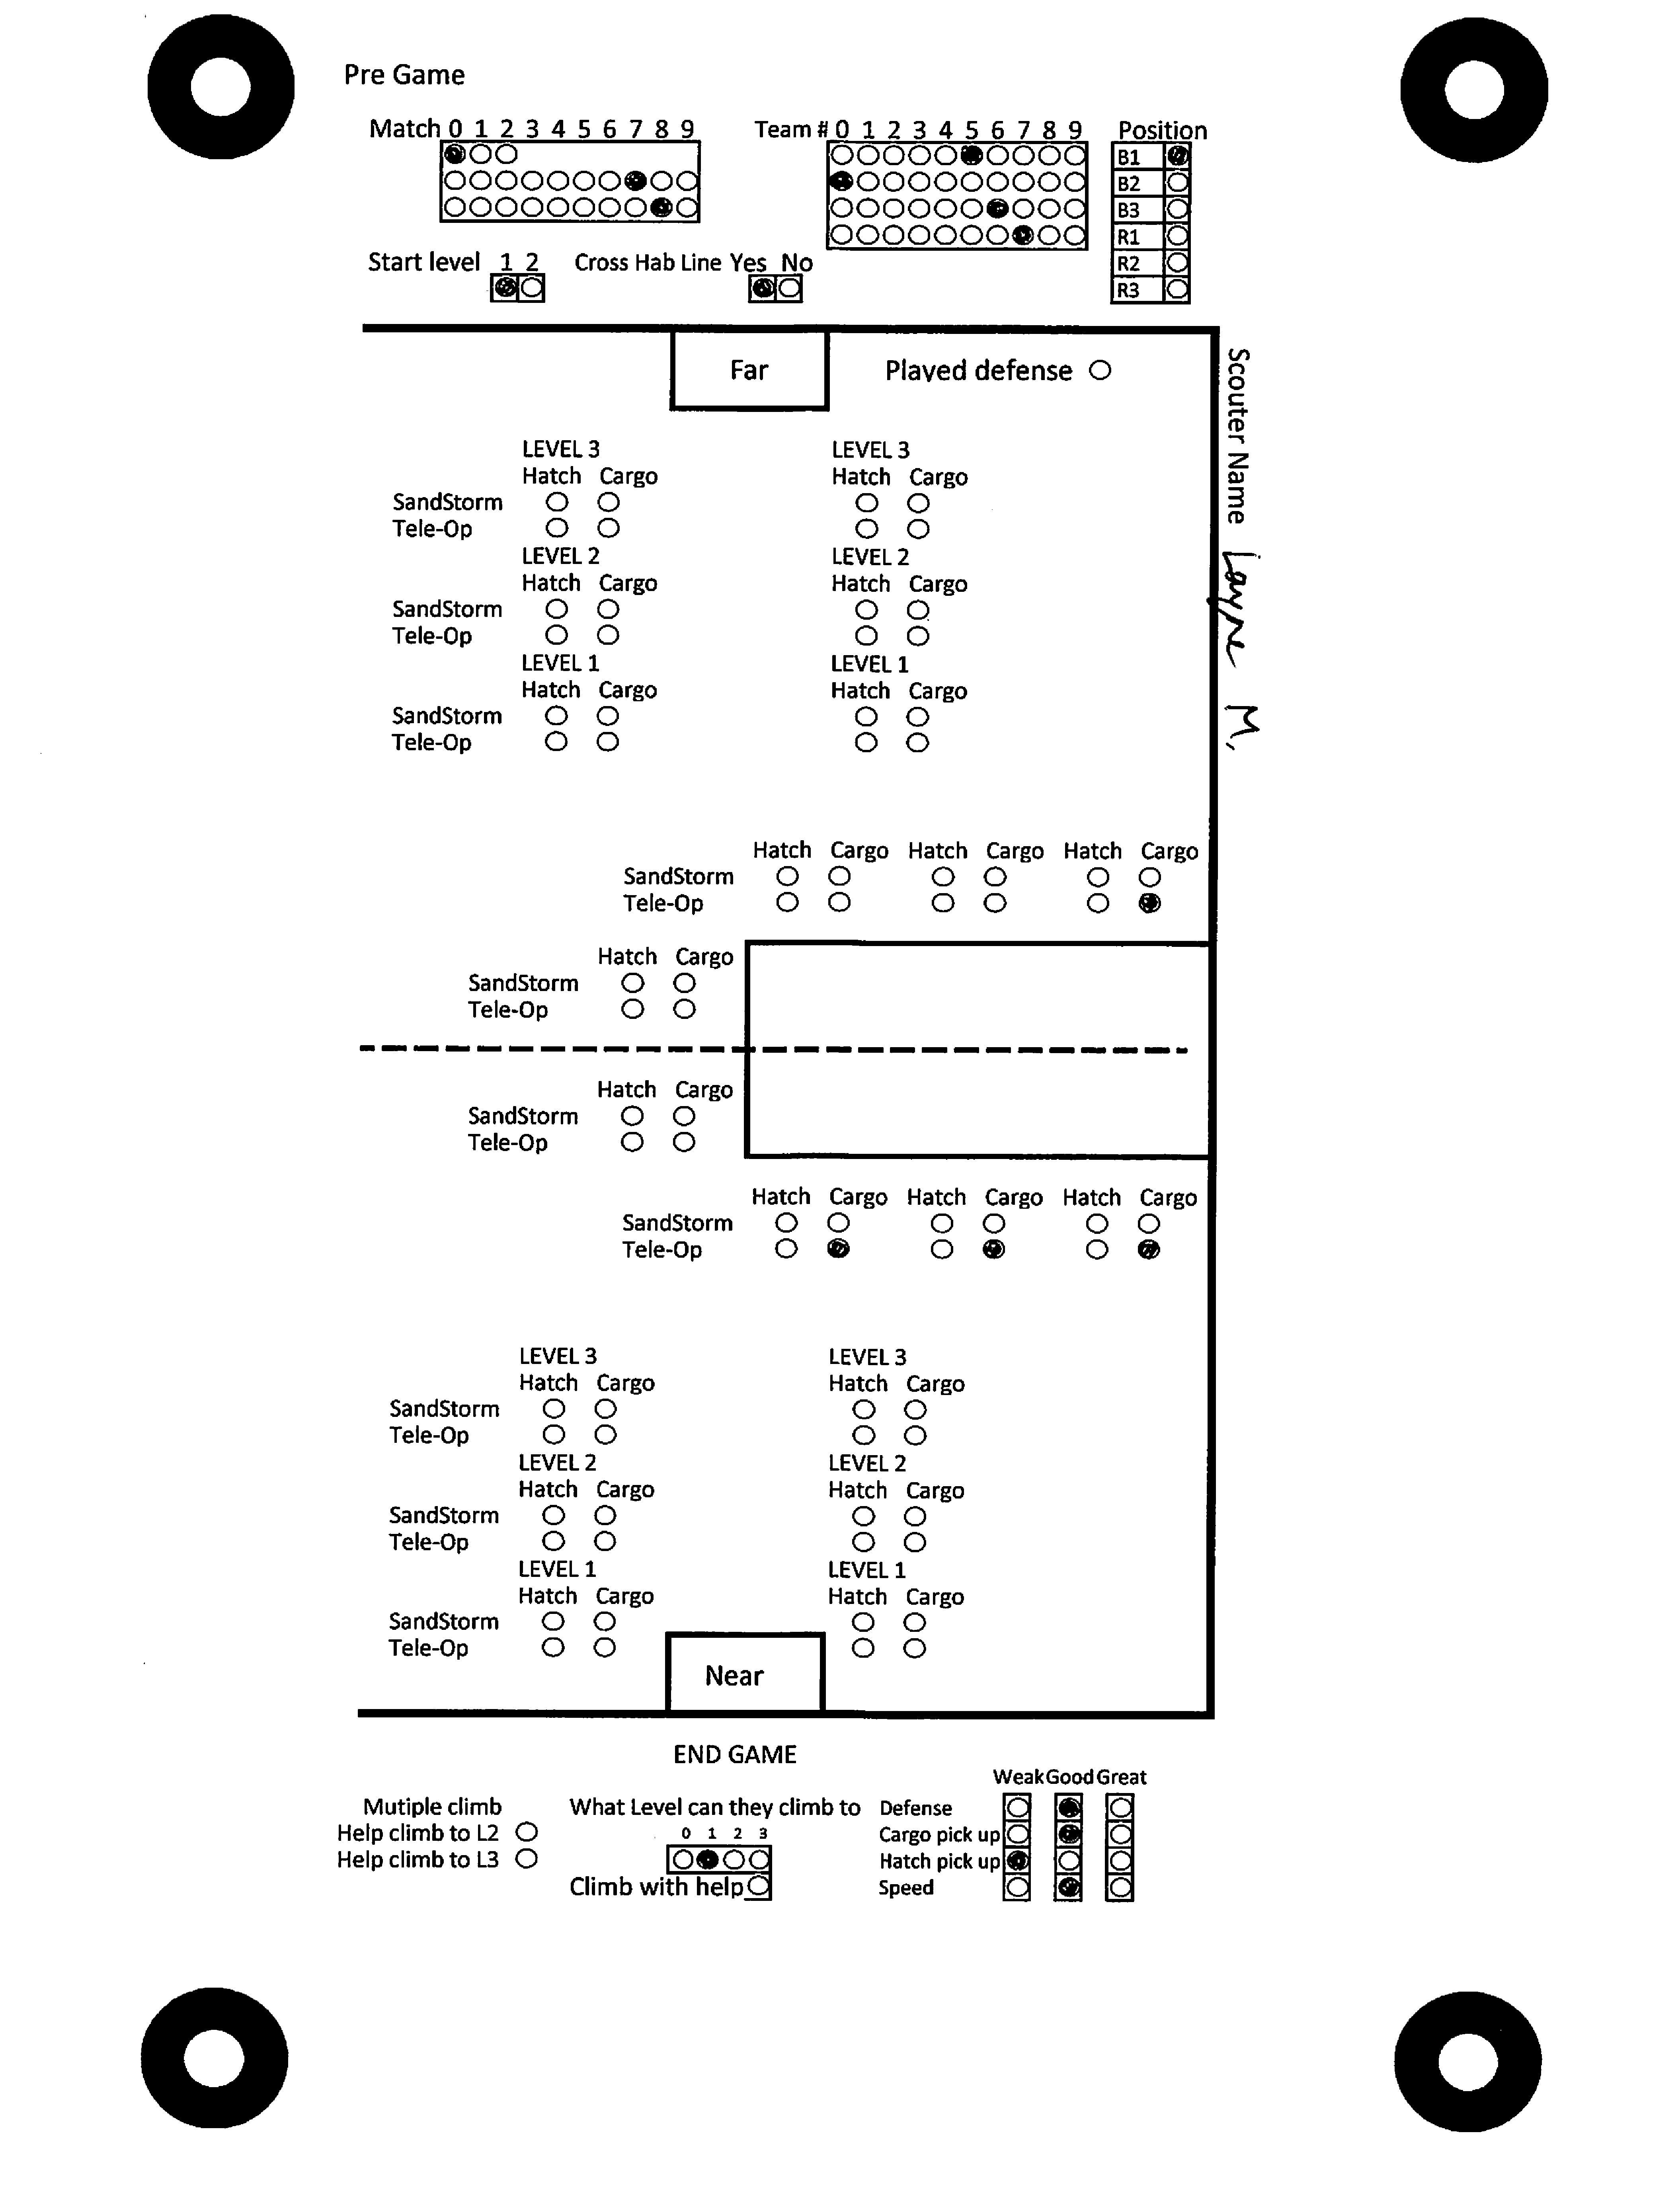 Pre Game
Match 0 1 2 3 4 5 6 7 8 9
Team # 0 1 2 3 4 5 6 7 8 9
Position
B1
B2
B3
R1
R2
R3
Start level 1 2
Cross Hab Line Yes No
Far
Played defense
Scouter Name Layne M.
LEVEL 3 LEVEL 3
Hatch Cargo Hatch Cargo
SandStorm
Tele-Op
LEVEL 2 LEVEL 2
Hatch Cargo Hatch Cargo
SandStorm
Tele-Op
LEVEL 1 LEVEL 1
Hatch Cargo Hatch Cargo
SandStorm
Tele-Op
Hatch Cargo Hatch Cargo Hatch Cargo
SandStorm
Tele-Op
Hatch Cargo
SandStorm
Tele-Op
Hatch Cargo
SandStorm
Tele-Op
Hatch Cargo Hatch Cargo Hatch Cargo
SandStorm
Tele-Op
LEVEL 3 LEVEL 3
Hatch Cargo Hatch Cargo
SandStorm
Tele-Op
LEVEL 2 LEVEL 2
Hatch Cargo Hatch Cargo
SandStorm
Tele-Op
LEVEL 1 LEVEL 1
Hatch Cargo Hatch Cargo
SandStorm
Tele-Op
Near
END GAME
Mutiple climb
Help climb to L2
Help climb to L3
What Level can they climb to
0 1 2 3
Climb with help
Weak Good Great
Defense
Cargo pick up
Hatch pick up
Speed